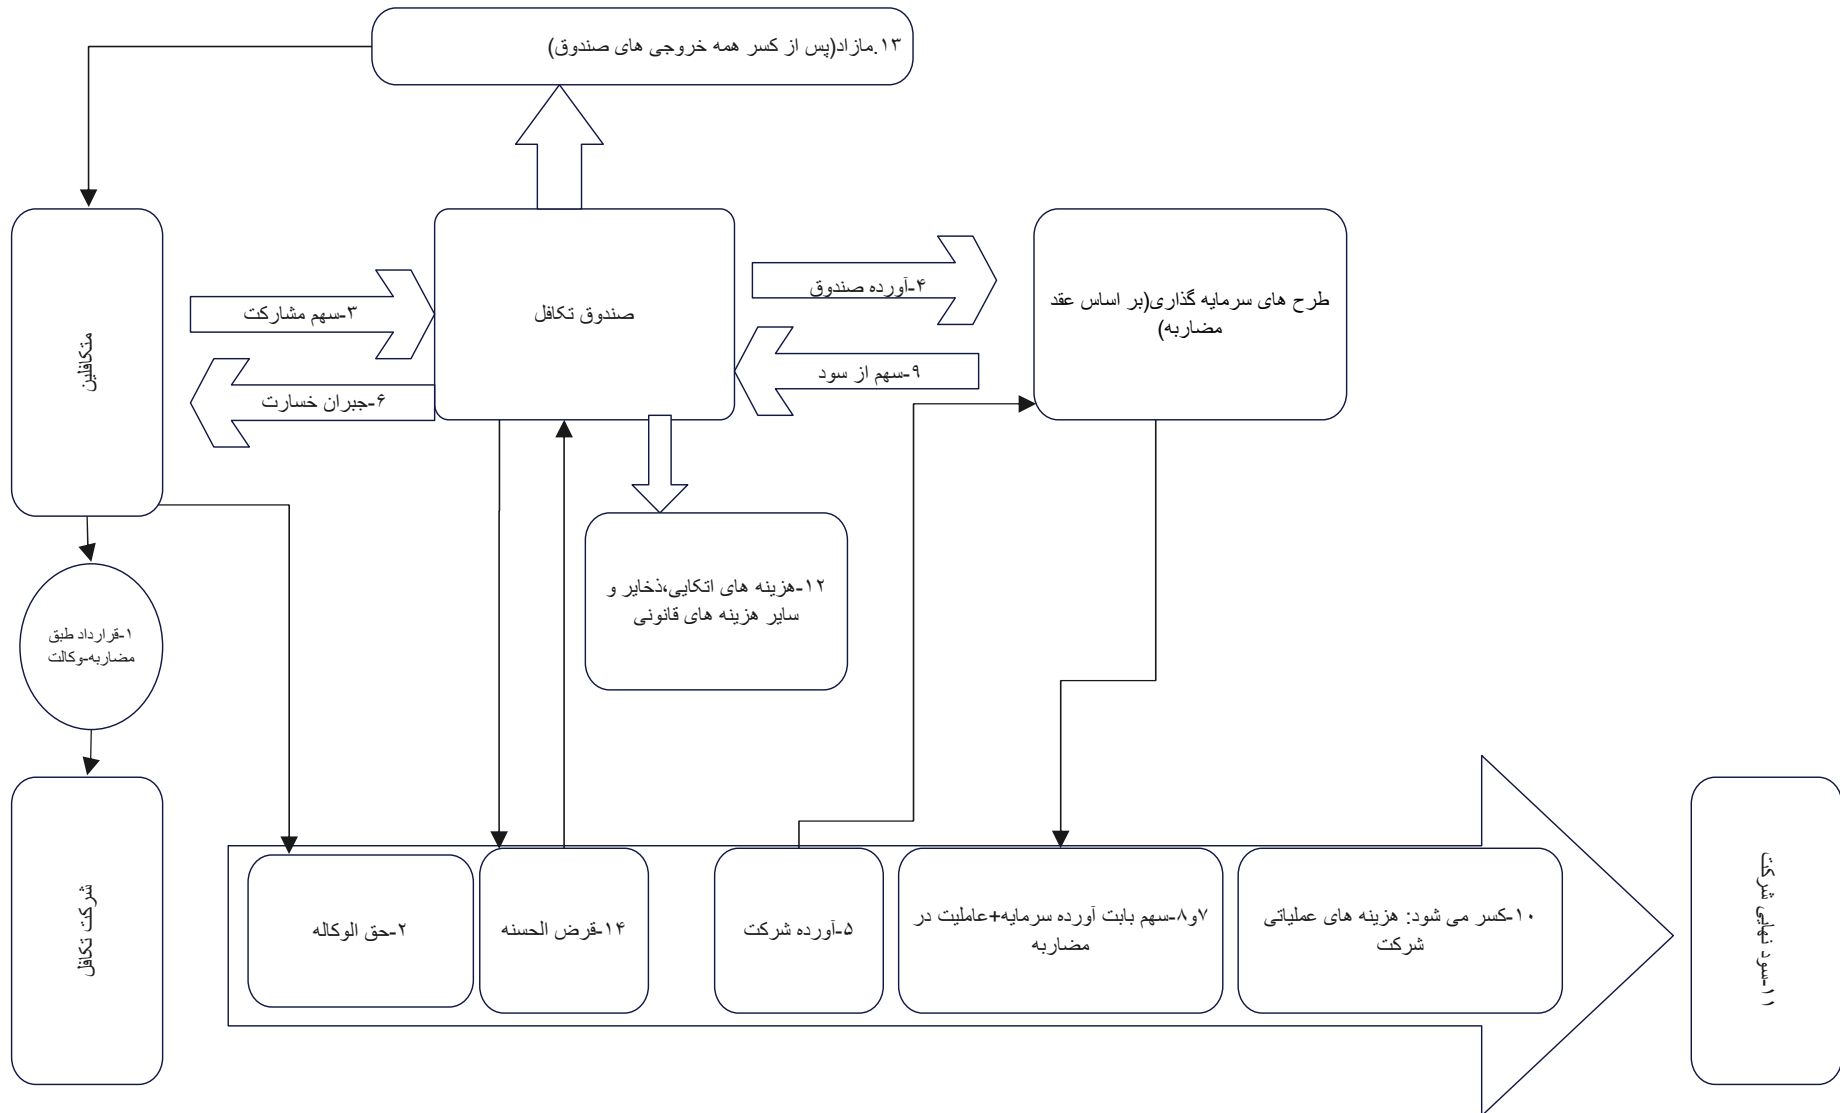 ۱۳.مازاد(پس از کسر همه خروجی های صندوق)
متکافلین
۳-سهم مشارکت
۶-جبران خسارت
صندوق تکافل
۴-آورده صندوق
۹-سهم از سود
طرح های سرمایه گذاری(بر اساس عقد
مضاربه)
۱۲-هزینه های اتکایی،ذخایر و
سایر هزینه های قانونی
۱-قرارداد طبق
مضاربه-وکالت
شرکت تکافل
۲-حق الوکاله
۱۴-قرض الحسنه
۵-آورده شرکت
۷و۸-سهم بابت آورده سرمایه+عاملیت در
مضاربه
۱۰-کسر می شود: هزینه های عملیاتی
شرکت
۱۱-سود نهایی شرکت